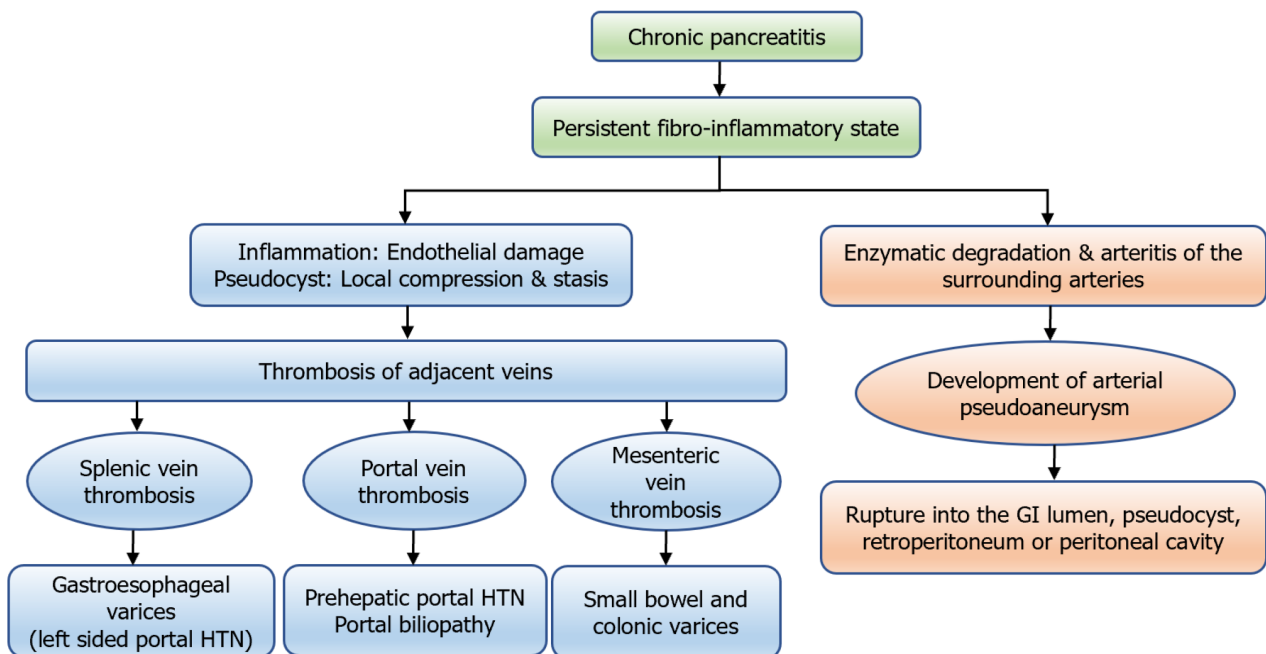 Chronic pancreatitis
Persistent fibro-inflammatory state
Inflammation: Endothelial damage
Pseudocyst: Local compression & stasis
Enzymatic degradation & arteritis of the
surrounding arteries
Thrombosis of adjacent veins
Development of arterial
pseudoaneurysm
Splenic vein
thrombosis
Portal vein
thrombosis
Mesenteric
vein
thrombosis
Rupture into the GI lumen, pseudocyst,
retroperitoneum or peritoneal cavity
Gastroesophageal
varices
(left sided portal HTN)
Prehepatic portal HTN
Portal biliopathy
Small bowel and
colonic varices